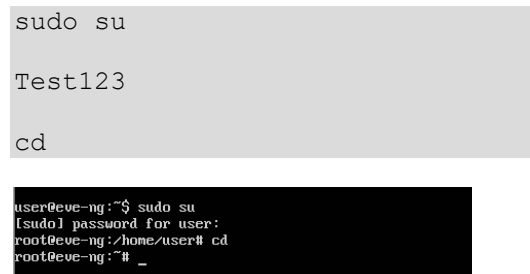 sudo su
Test123
cd
user@eve-ng:~$ sudo su
[sudo] password for user:
root@eve-ng:/home/user# cd
root@eve-ng:~# _